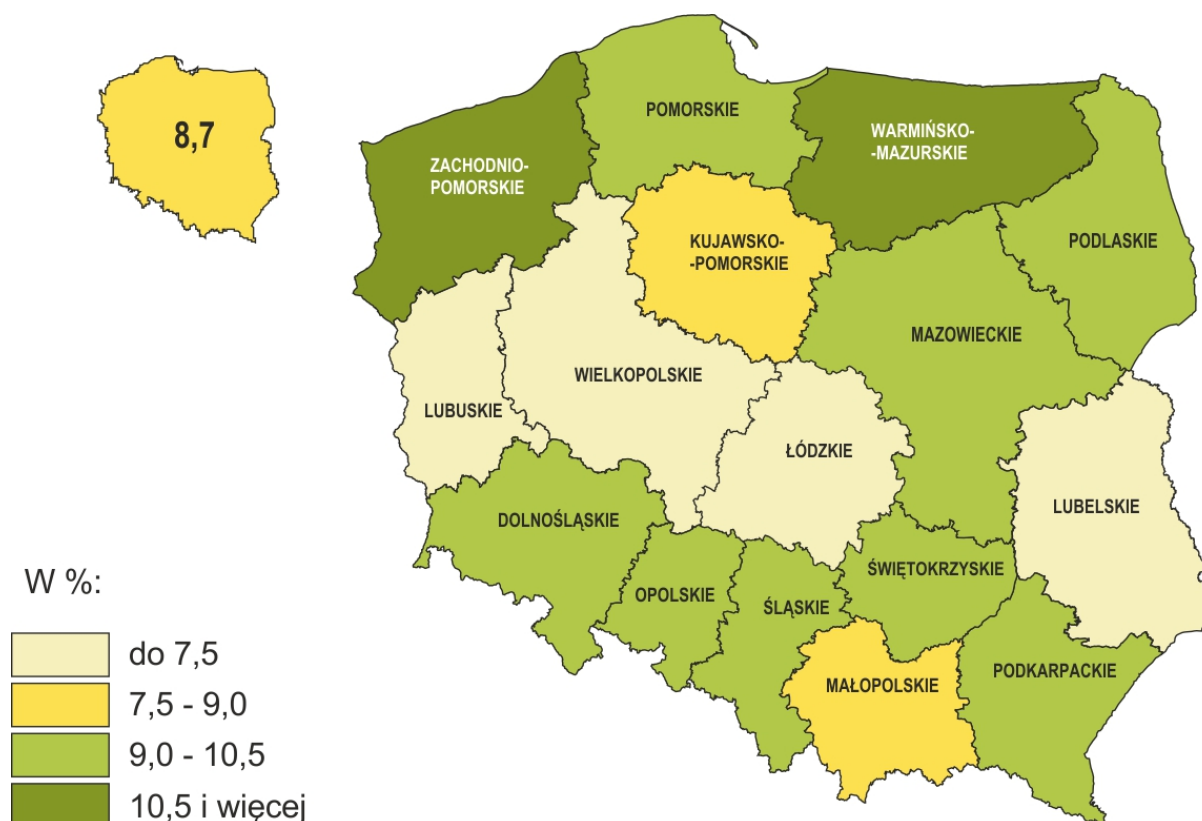 8,7
POMORSKIE
WARMIŃSKO-
-MAZURSKIE
ZACHODNIO-
POMORSKIE
KUJAWSKO-
-POMORSKIE
PODLASKIE
MAZOWIECKIE
WIELKOPOLSKIE
LUBUSKIE
ŁÓDZKIE
LUBELSKIE
DOLNOŚLĄSKIE
ŚWIĘTOKRZYSKIE
OPOLSKIE
ŚLĄSKIE
PODKARPACKIE
MAŁOPOLSKIE
W %:
do 7,5
7,5 - 9,0
9,0 - 10,5
10,5 i więcej